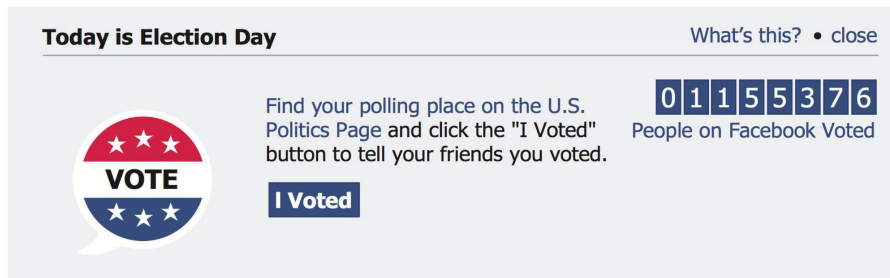 Today is Election Day
What's this? • close
Find your polling place on the U.S.
Politics Page and click the "I Voted"
button to tell your friends you voted.
I Voted
01155376
People on Facebook Voted
VOTE